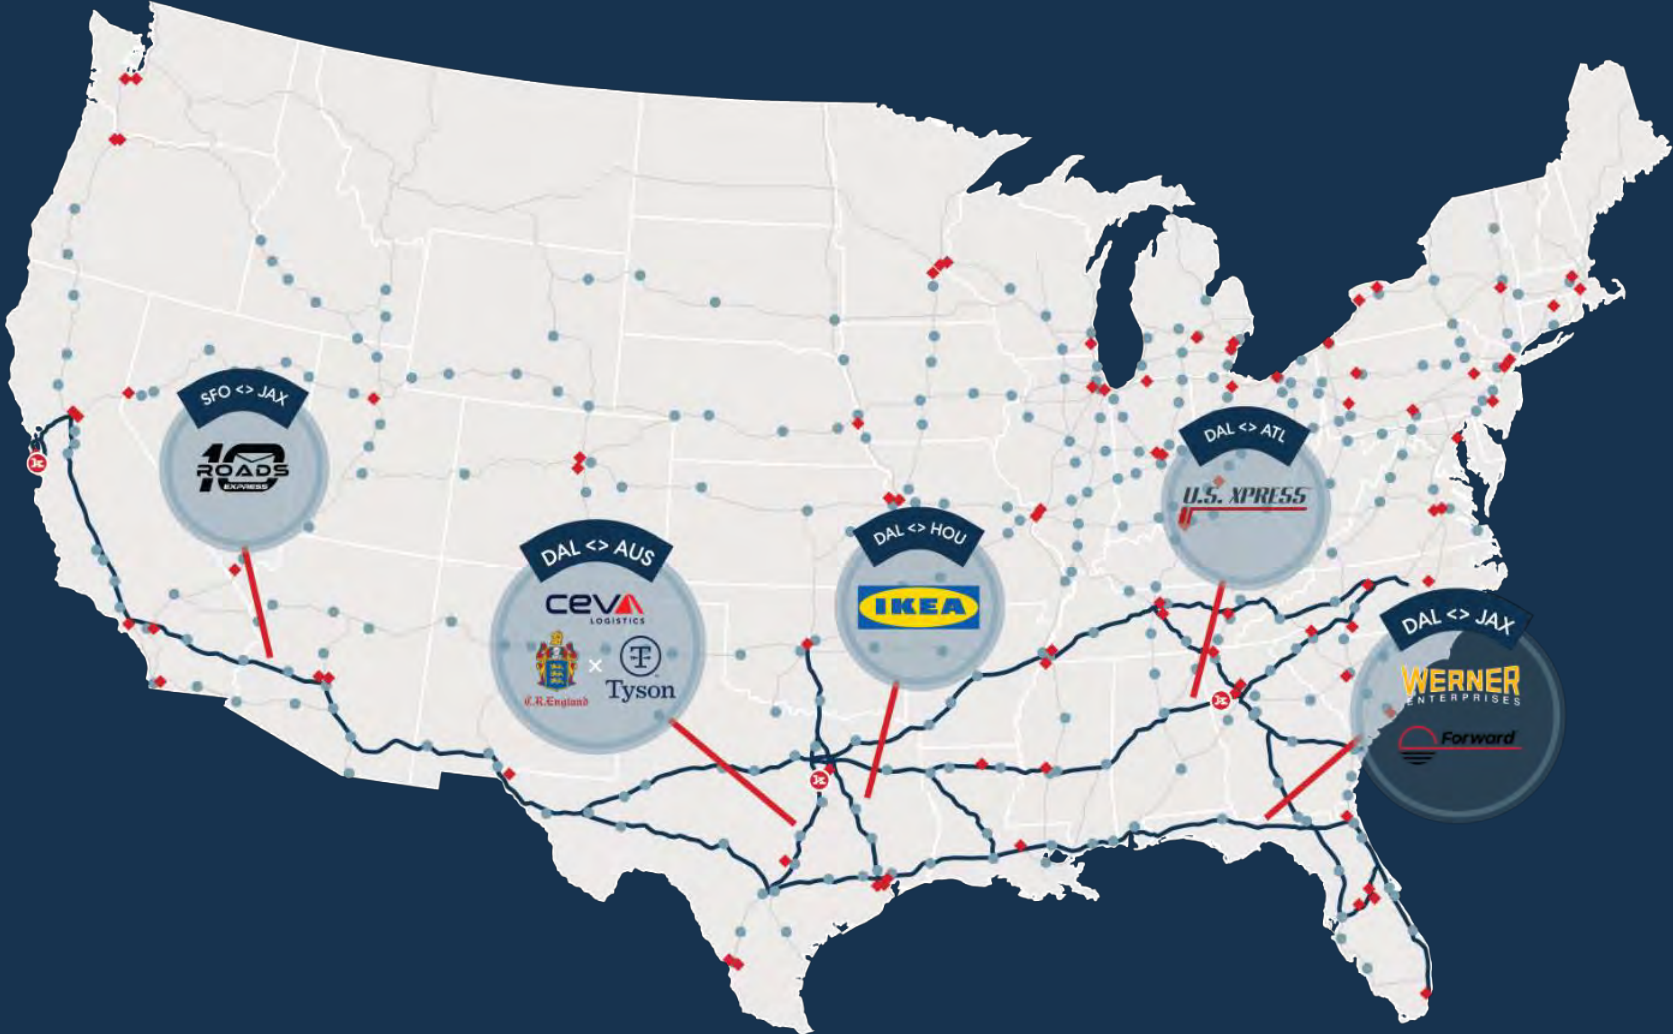 SFO <> JAX
10
ROADS
EXPRESS
DAL <> AUS
CEVA
LOGISTICS
C.R. England
×
T
Tyson
DAL <> HOU
IKEA
DAL <> ATL
U.S. XPRESS
DAL <> JAX
WERNER
ENTERPRISES
Forward